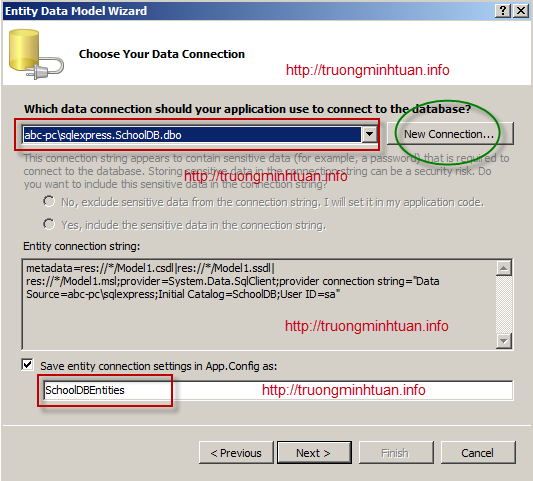 Entity Data Model Wizard
Choose Your Data Connection
http://truongminhtuan.info
Which data connection should your application use to connect to the database?
abc-pc\sqlexpress.SchoolDB.dbo
New Connection...
This connection string appears to contain sensitive data (for example, a password) that is required to
connect to the database. Storing sensitive data in the connection string can be a security risk. Do
you want to include this sensitive data in the connection string?
http://truongminhtuan.info
No, exclude sensitive data from the connection string. I will set it in my application code.
Yes, include the sensitive data in the connection string.
Entity connection string:
metadata=res://*/Model1.csdl|res://*/Model1.ssdl|
res://*/Model1.msl;provider=System.Data.SqlClient;provider connection string="Data
Source=abc-pc\sqlexpress;Initial Catalog=SchoolDB;User ID=sa"
http://truongminhtuan.info
Save entity connection settings in App.Config as:
SchoolDBEntities
http://truongminhtuan.info
< Previous
Next >
Finish
Cancel